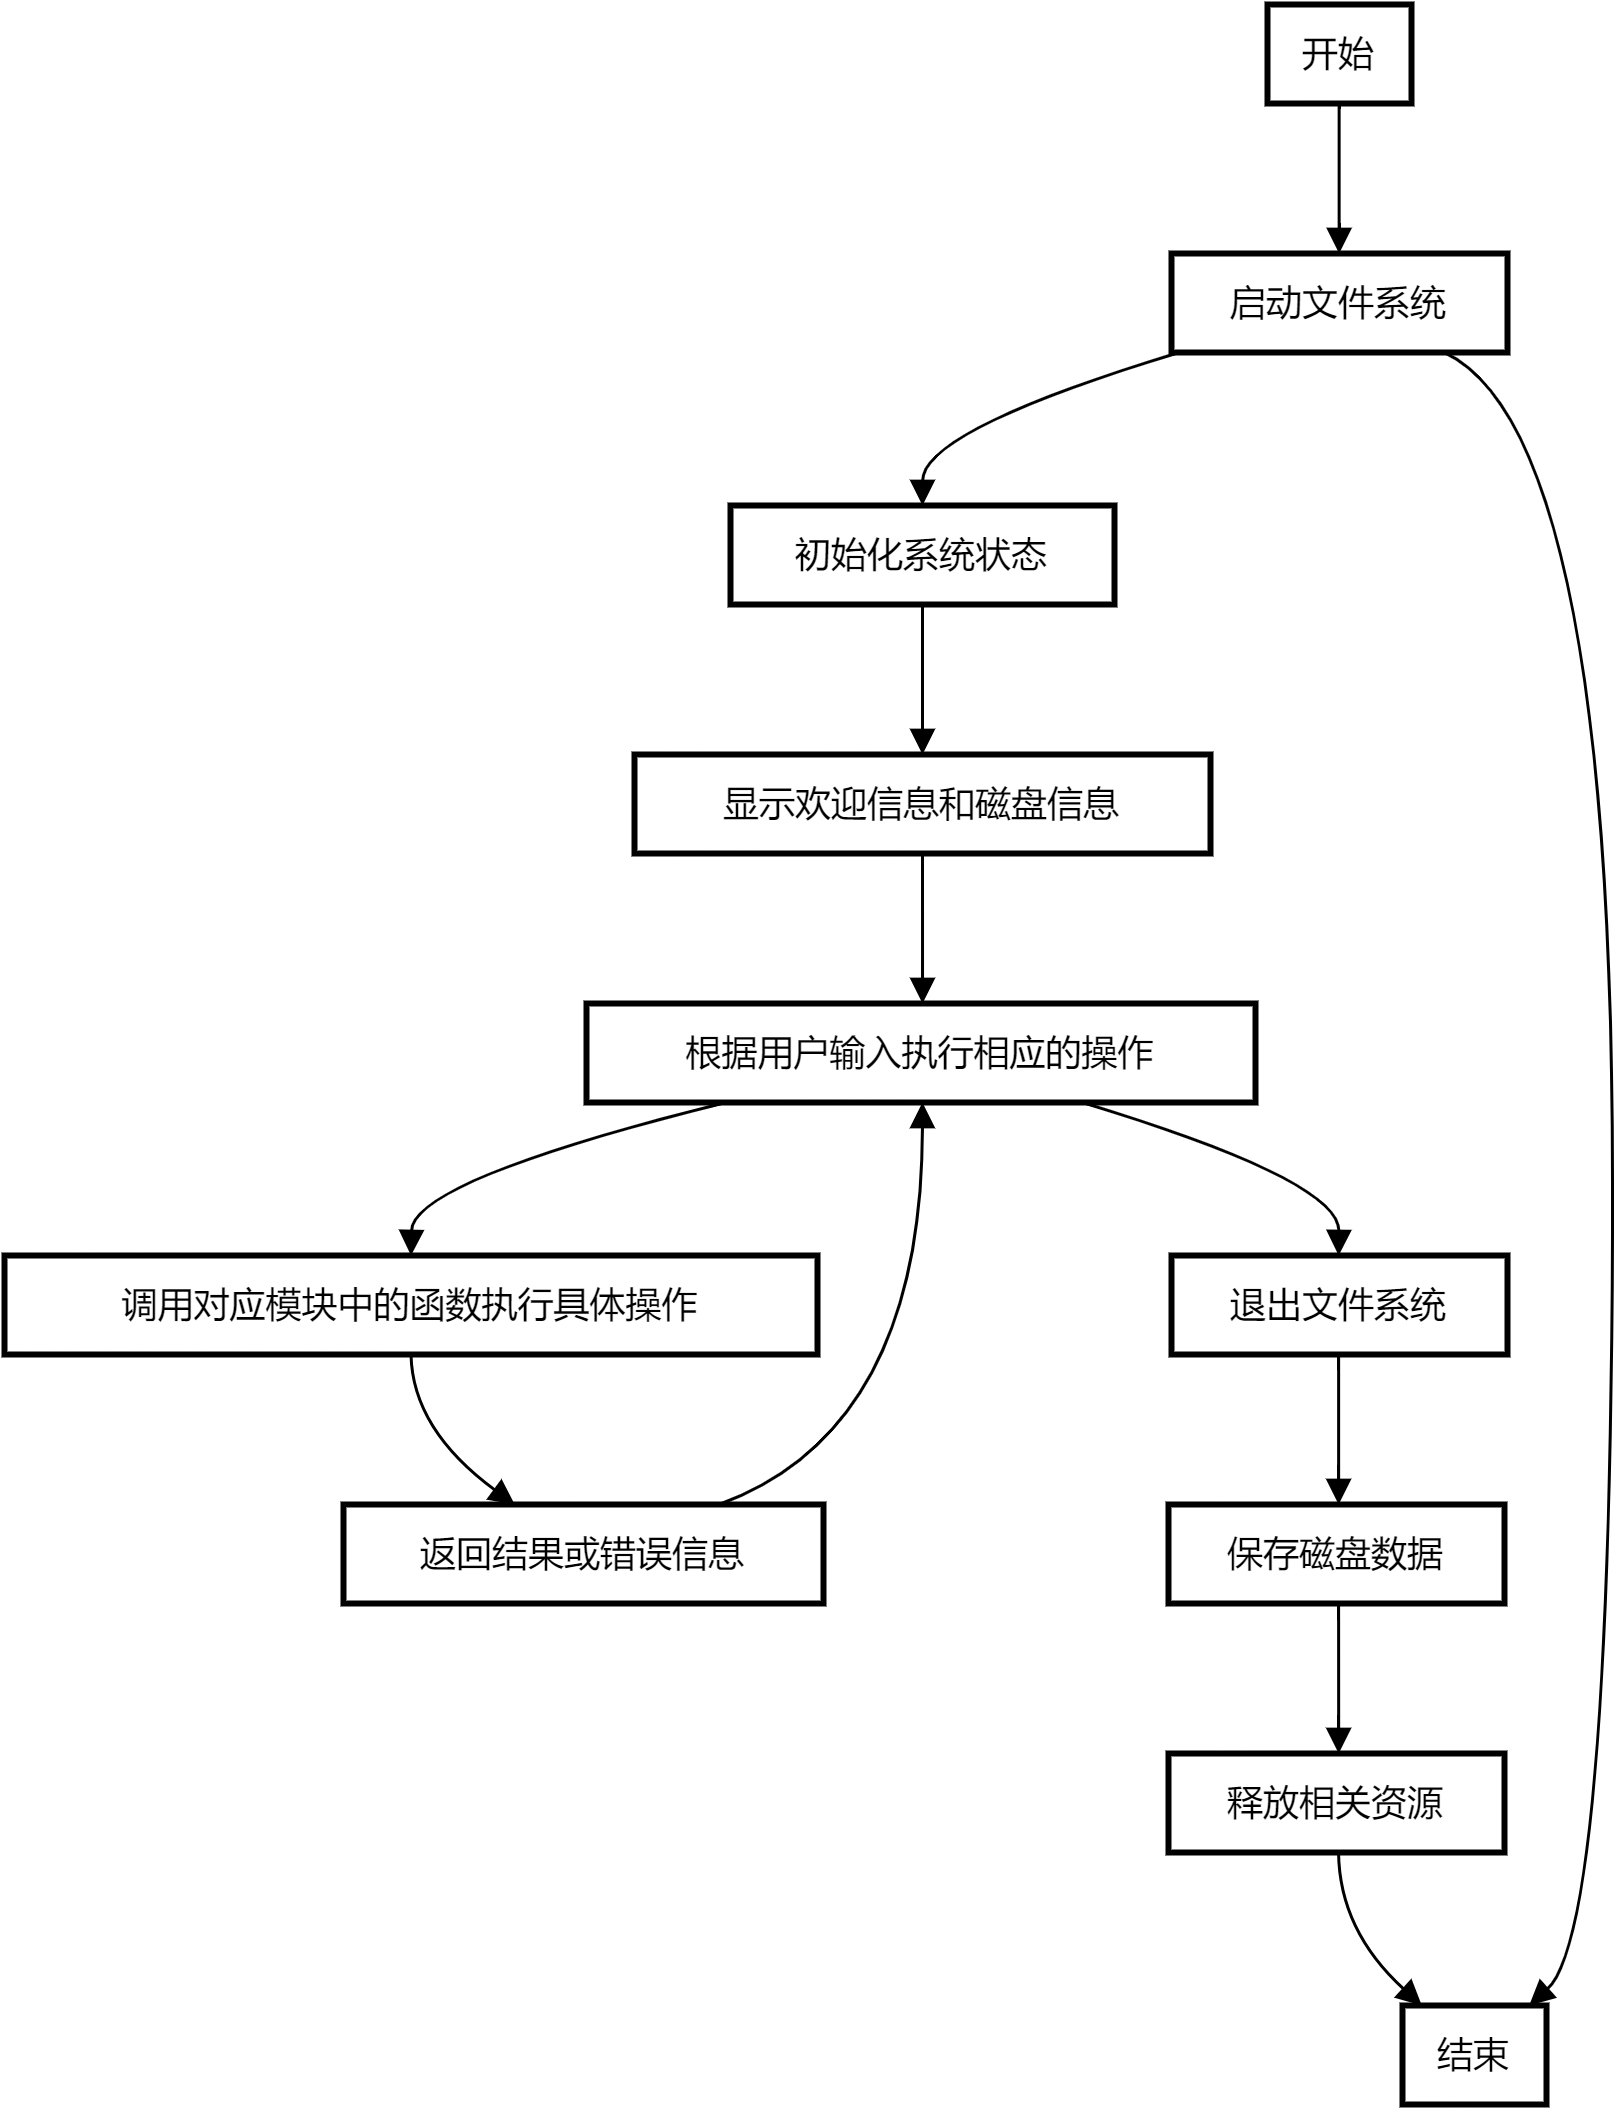 开始
启动文件系统
初始化系统状态
显示欢迎信息和磁盘信息
根据用户输入执行相应的操作
调用对应模块中的函数执行具体操作
退出文件系统
返回结果或错误信息
保存磁盘数据
释放相关资源
结束